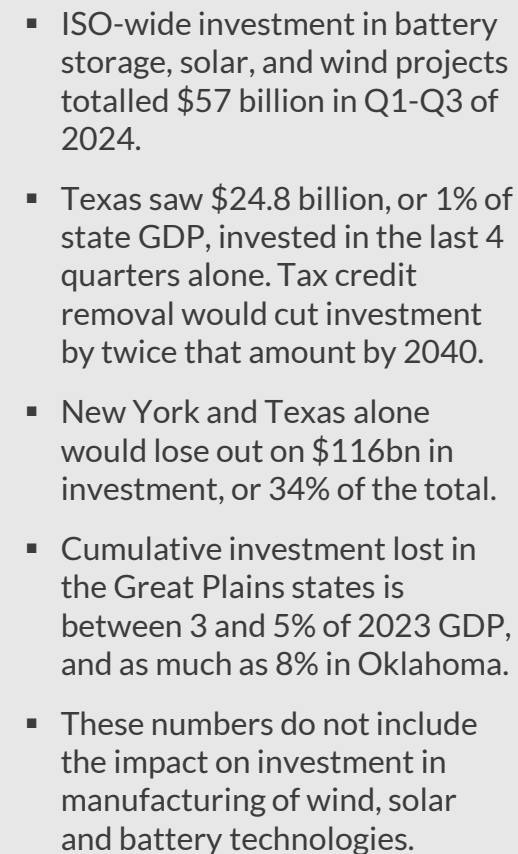 ▪ ISO-wide investment in battery
storage, solar, and wind projects
totalled $57 billion in Q1-Q3 of
2024.
▪ Texas saw $24.8 billion, or 1% of
state GDP, invested in the last 4
quarters alone. Tax credit
removal would cut investment
by twice that amount by 2040.
▪ New York and Texas alone
would lose out on $116bn in
investment, or 34% of the total.
▪ Cumulative investment lost in
the Great Plains states is
between 3 and 5% of 2023 GDP,
and as much as 8% in Oklahoma.
▪ These numbers do not include
the impact on investment in
manufacturing of wind, solar
and battery technologies.